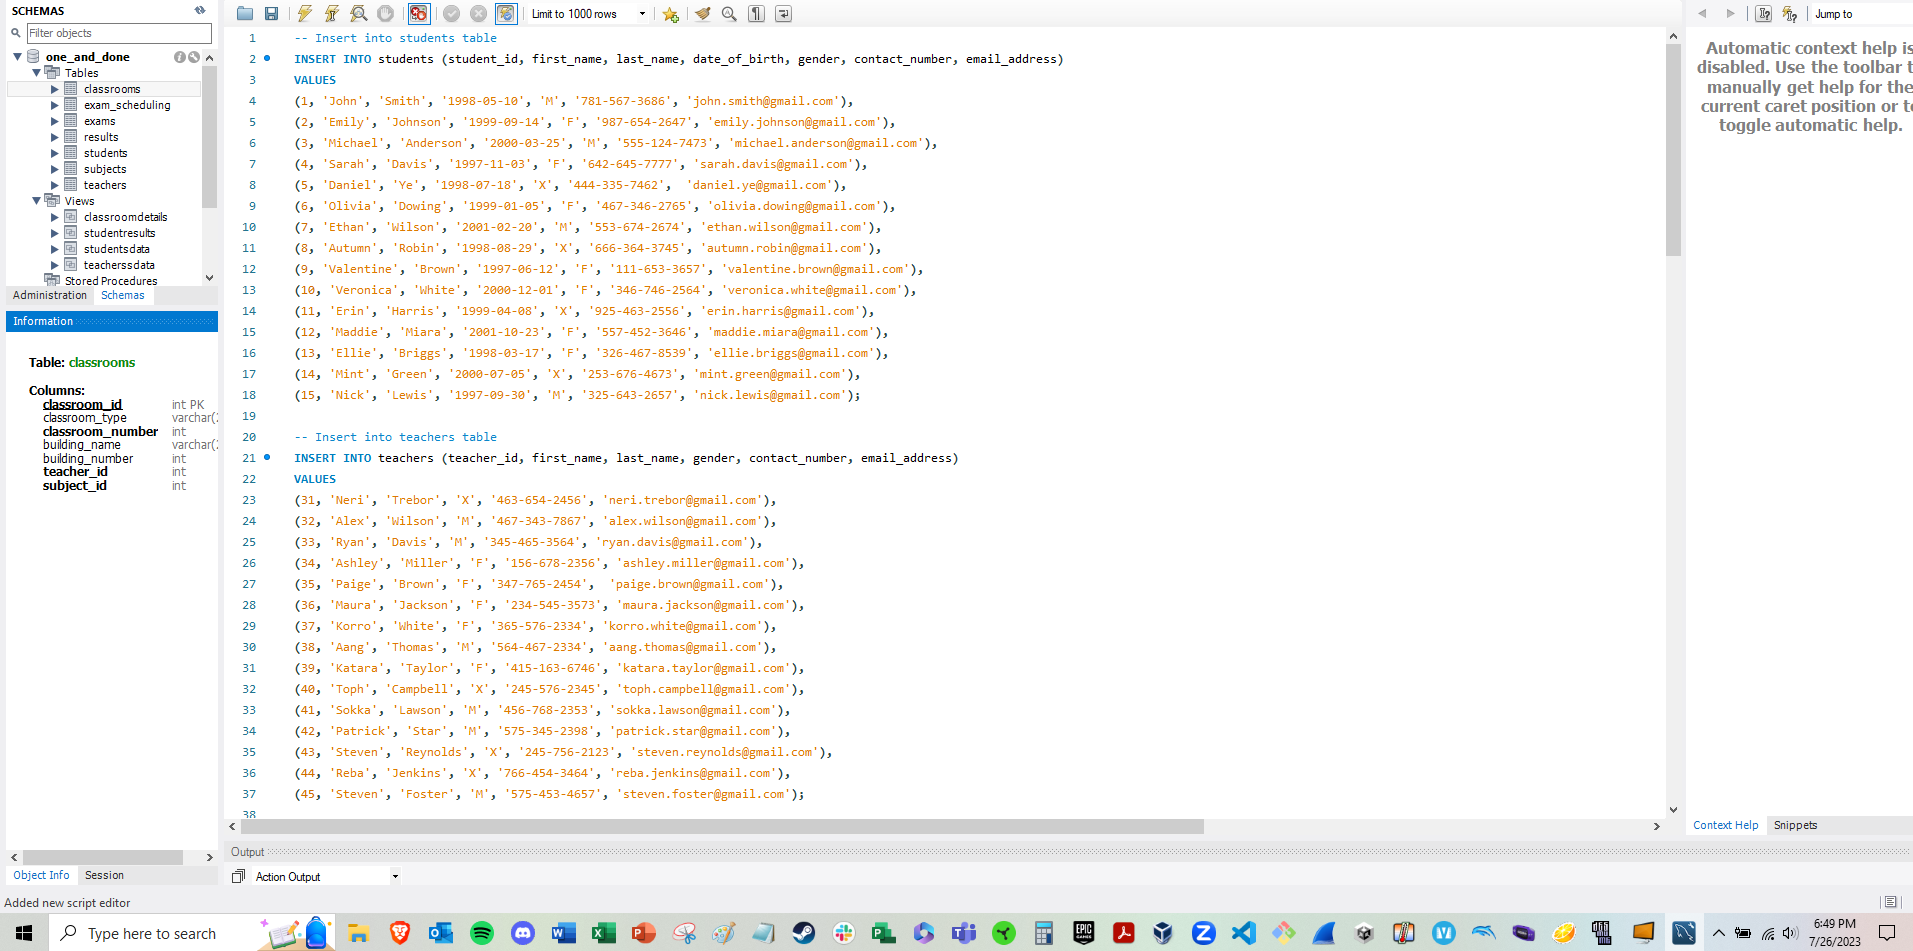 SCHEMAS
Filter objects
one_and_done
Tables
classrooms
exam_scheduling
exams
results
students
subjects
teachers
Views
classroomdetails
studentresults
studentsdata
teacherssdata
Stored Procedures
Administration Schemas
Information
Table: classrooms
Columns:
classroom_id int PK
classroom_type varchar(
classroom_number int
building_name varchar(
building_number int
teacher_id int
subject_id int
Object Info Session
Limit to 1000 rows
1 -- Insert into students table
2 INSERT INTO students (student_id, first_name, last_name, date_of_birth, gender, contact_number, email_address)
3 VALUES
4 (1, 'John', 'Smith', '1998-05-10', 'M', '781-567-3686', 'john.smith@gmail.com'),
5 (2, 'Emily', 'Johnson', '1999-09-14', 'F', '987-654-2647', 'emily.johnson@gmail.com'),
6 (3, 'Michael', 'Anderson', '2000-03-25', 'M', '555-124-7473', 'michael.anderson@gmail.com'),
7 (4, 'Sarah', 'Davis', '1997-11-03', 'F', '642-645-7777', 'sarah.davis@gmail.com'),
8 (5, 'Daniel', 'Ye', '1998-07-18', 'X', '444-335-7462',  'daniel.ye@gmail.com'),
9 (6, 'Olivia', 'Dowing', '1999-01-05', 'F', '467-346-2765', 'olivia.dowing@gmail.com'),
10 (7, 'Ethan', 'Wilson', '2001-02-20', 'M', '553-674-2674', 'ethan.wilson@gmail.com'),
11 (8, 'Autumn', 'Robin', '1998-08-29', 'X', '666-364-3745', 'autumn.robin@gmail.com'),
12 (9, 'Valentine', 'Brown', '1997-06-12', 'F', '111-653-3657', 'valentine.brown@gmail.com'),
13 (10, 'Veronica', 'White', '2000-12-01', 'F', '346-746-2564', 'veronica.white@gmail.com'),
14 (11, 'Erin', 'Harris', '1999-04-08', 'X', '925-463-2556', 'erin.harris@gmail.com'),
15 (12, 'Maddie', 'Miara', '2001-10-23', 'F', '557-452-3646', 'maddie.miara@gmail.com'),
16 (13, 'Ellie', 'Briggs', '1998-03-17', 'F', '326-467-8539', 'ellie.briggs@gmail.com'),
17 (14, 'Mint', 'Green', '2000-07-05', 'X', '253-676-4673', 'mint.green@gmail.com'),
18 (15, 'Nick', 'Lewis', '1997-09-30', 'M', '325-643-2657', 'nick.lewis@gmail.com');
19
20 -- Insert into teachers table
21 INSERT INTO teachers (teacher_id, first_name, last_name, gender, contact_number, email_address)
22 VALUES
23 (31, 'Neri', 'Trebor', 'X', '463-654-2456', 'neri.trebor@gmail.com'),
24 (32, 'Alex', 'Wilson', 'M', '467-343-7867', 'alex.wilson@gmail.com'),
25 (33, 'Ryan', 'Davis', 'M', '345-465-3564', 'ryan.davis@gmail.com'),
26 (34, 'Ashley', 'Miller', 'F', '156-678-2356', 'ashley.miller@gmail.com'),
27 (35, 'Paige', 'Brown', 'F', '347-765-2454',  'paige.brown@gmail.com'),
28 (36, 'Maura', 'Jackson', 'F', '234-545-3573', 'maura.jackson@gmail.com'),
29 (37, 'Korro', 'White', 'F', '365-576-2334', 'korro.white@gmail.com'),
30 (38, 'Aang', 'Thomas', 'M', '564-467-2334', 'aang.thomas@gmail.com'),
31 (39, 'Katara', 'Taylor', 'F', '415-163-6746', 'katara.taylor@gmail.com'),
32 (40, 'Toph', 'Campbell', 'X', '245-576-2345', 'toph.campbell@gmail.com'),
33 (41, 'Sokka', 'Lawson', 'M', '456-768-2353', 'sokka.lawson@gmail.com'),
34 (42, 'Patrick', 'Star', 'M', '575-345-2398', 'patrick.star@gmail.com'),
35 (43, 'Steven', 'Reynolds', 'X', '245-756-2123', 'steven.reynolds@gmail.com'),
36 (44, 'Reba', 'Jenkins', 'X', '766-454-3464', 'reba.jenkins@gmail.com'),
37 (45, 'Steven', 'Foster', 'M', '575-453-4657', 'steven.foster@gmail.com');
38
Output
Action Output
Jump to
Automatic context help is
disabled. Use the toolbar t
manually get help for the
current caret position or to
toggle automatic help.
Context Help Snippets
Added new script editor
Type here to search
6:49 PM
7/26/2023